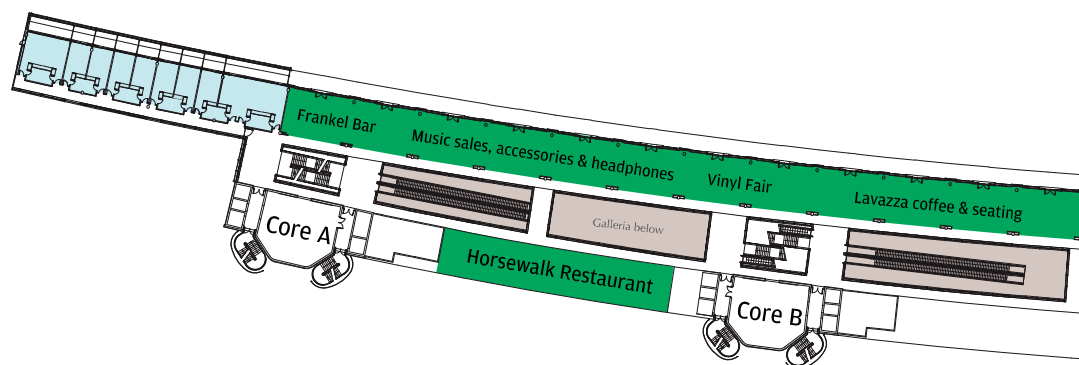 Frankel Bar
Music sales, accessories & headphones
Vinyl Fair
Lavazza coffee & seating
Galleria below
Core A
Horsewalk Restaurant
Core B